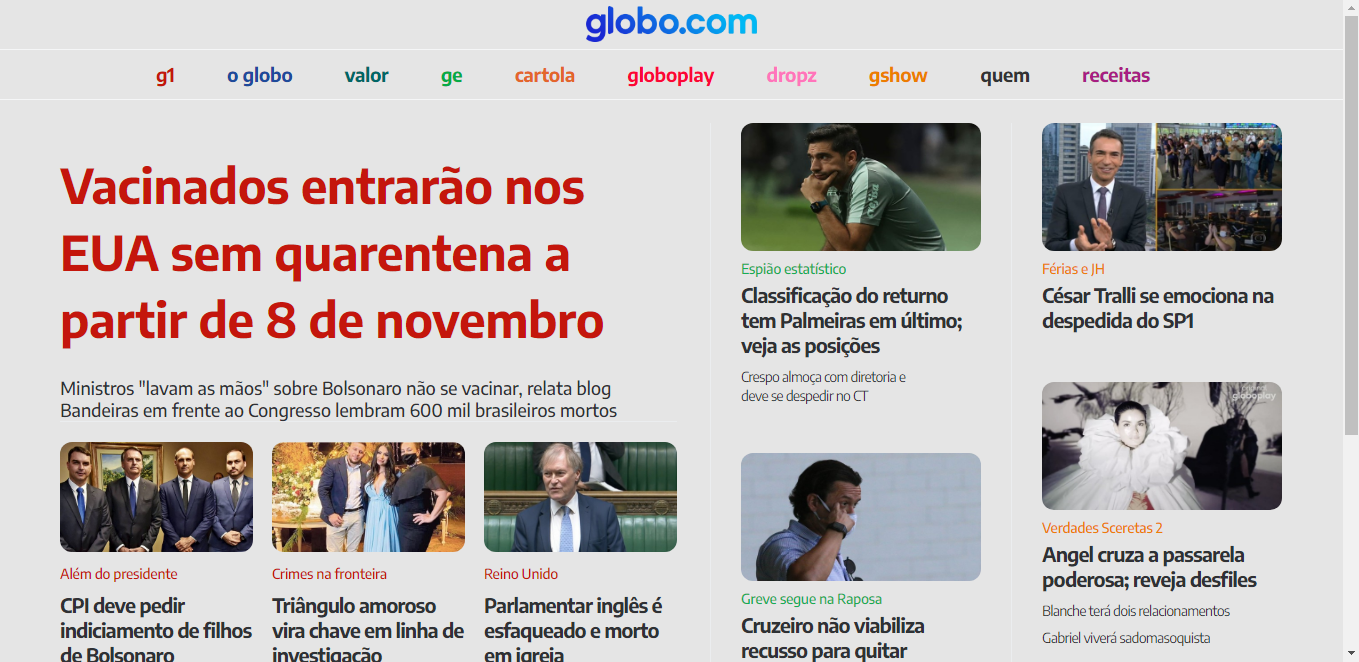 globo.com
g1
o globo
valor
ge
cartola
globoplay
dropz
gshow
quem
receitas
Vacinados entrarão nos
EUA sem quarentena a
partir de 8 de novembro
Ministros "lavam as mãos" sobre Bolsonaro não se vacinar, relata blog
Bandeiras em frente ao Congresso lembram 600 mil brasileiros mortos
Além do presidente
CPI deve pedir
indiciamento de filhos
de Bolsonaro
Crimes na fronteira
Triângulo amoroso
vira chave em linha de
investigação
Reino Unido
Parlamentar inglês é
esfaqueado e morto
em igreja
Espião estatístico
Classificação do returno
tem Palmeiras em último;
veja as posições
Crespo almoça com diretoria e
deve se despedir no CT
Greve segue na Raposa
Cruzeiro não viabiliza
recusso para quitar
Férias e JH
César Tralli se emociona na
despedida do SP1
globoplay
Verdades Sceretas 2
Angel cruza a passarela
poderosa; reveja desfiles
Blanche terá dois relacionamentos
Gabriel viverá sadomasoquista